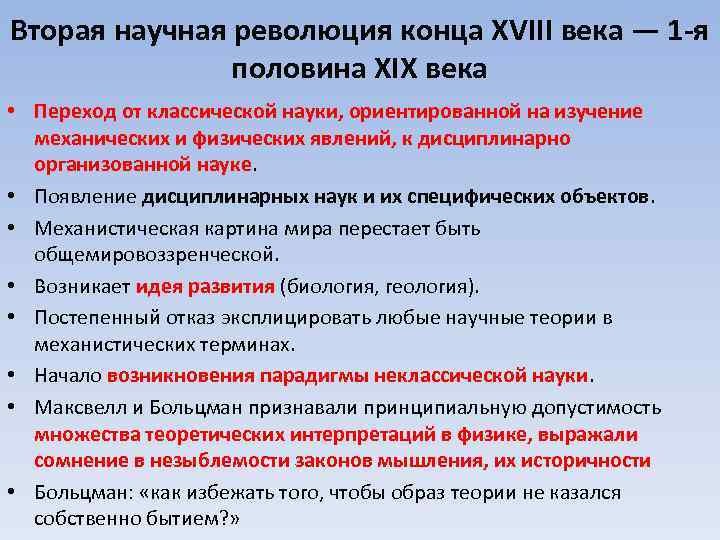 Вторая научная революция конца XVIII века — 1-я
половина XIX века
• Переход от классической науки, ориентированной на изучение
механических и физических явлений, к дисциплинарно
организованной науке.
• Появление дисциплинарных наук и их специфических объектов.
• Механистическая картина мира перестает быть
общемировоззренческой.
• Возникает идея развития (биология, геология).
• Постепенный отказ эксплицировать любые научные теории в
механистических терминах.
• Начало возникновения парадигмы неклассической науки.
• Максвелл и Больцман признавали принципиальную допустимость
множества теоретических интерпретаций в физике, выражали
сомнение в незыблемости законов мышления, их историчности
• Больцман: «как избежать того, чтобы образ теории не казался
собственно бытием? »